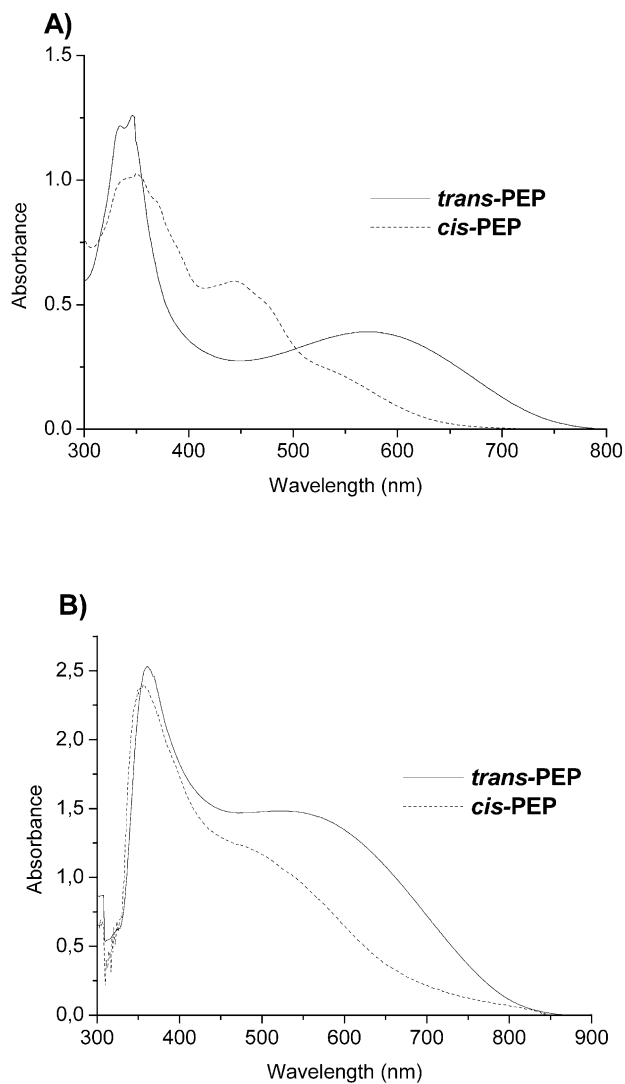 A)
1.5
1.0
0.5
0.0
Absorbance
trans-PEP
cis-PEP
300 400 500 600 700 800
Wavelength (nm)
B)
2,5
2,0
1,5
1,0
0,5
0,0
Absorbance
trans-PEP
cis-PEP
300 400 500 600 700 800 900
Wavelength (nm)